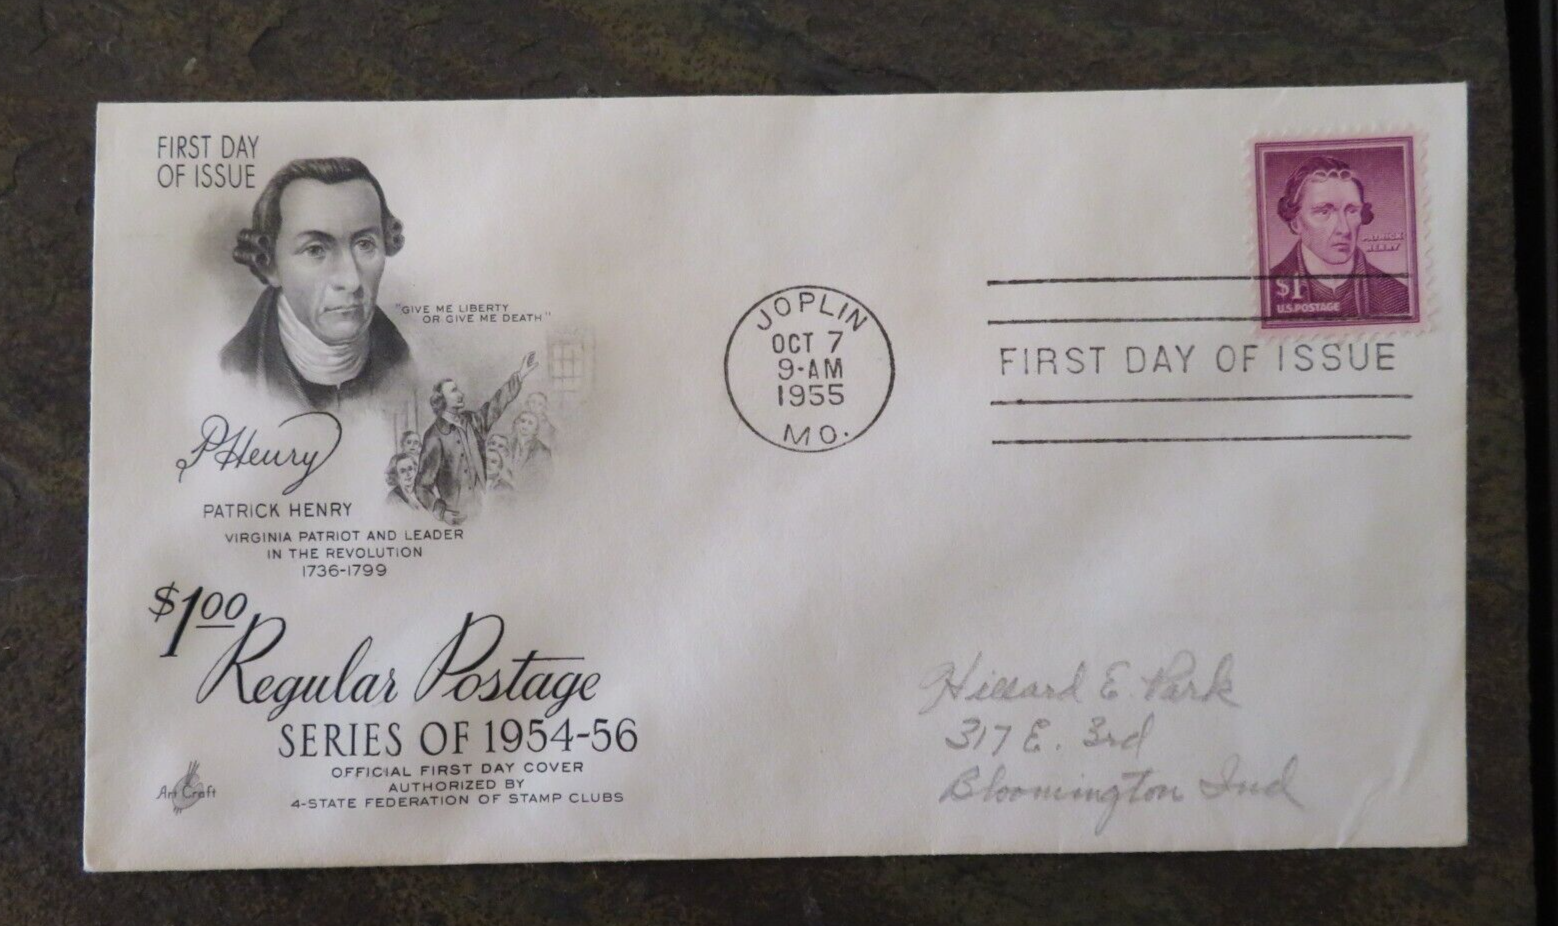 FIRST DAY
OF ISSUE
"GIVE ME LIBERTY
OR GIVE ME DEATH"
P Henry
PATRICK HENRY
VIRGINIA PATRIOT AND LEADER
IN THE REVOLUTION
1736-1799
$1.00
Regular Postage
SERIES OF 1954-56
OFFICIAL FIRST DAY COVER
AUTHORIZED BY
4-STATE FEDERATION OF STAMP CLUBS
Art Craft
JOPLIN
OCT 7
9-AM
1955
MO.
PATRICK
HENRY
$1
U.S. POSTAGE
FIRST DAY OF ISSUE
Hillard E. Park
317 E. 3rd
Bloomington Ind